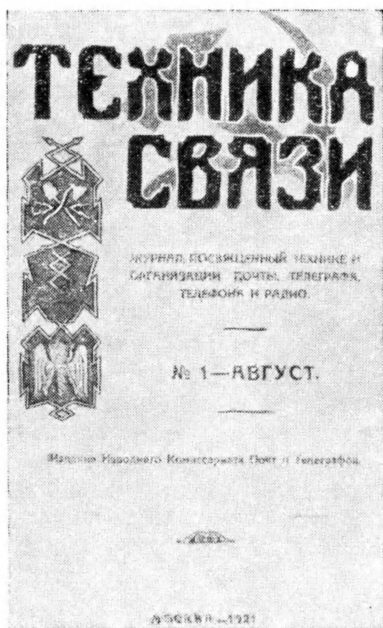 ТЕХНИКА
СВЯЗИ
ЖУРНАЛ, ПОСВЯЩЕННЫЙ ТЕХНИКЕ И
ОРГАНИЗАЦИИ ПОЧТЫ, ТЕЛЕГРАФА,
ТЕЛЕФОНА И РАДИО.
№ 1—АВГУСТ.
Издание Народного Комиссариата Почт и Телеграфов.
МОСКВА—1921